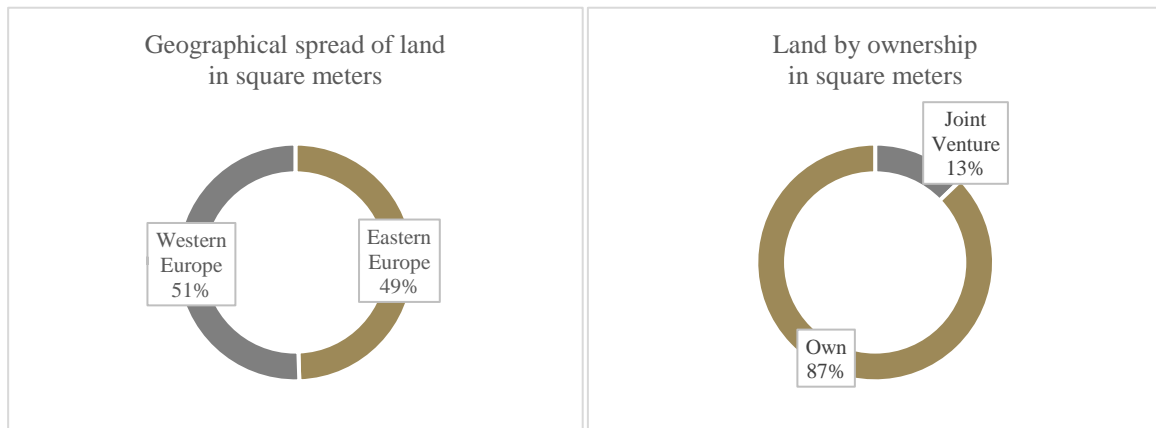 Geographical spread of land
in square meters
Western
Europe
51%
Eastern
Europe
49%
Land by ownership
in square meters
Joint
Venture
13%
Own
87%